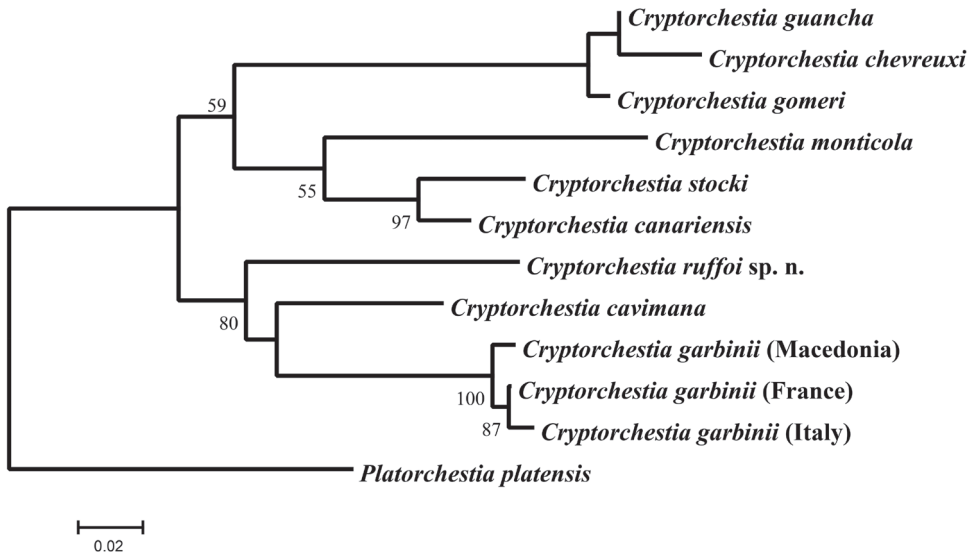 Cryptorchestia guancha
Cryptorchestia chevreuxi
Cryptorchestia gomeri
59
Cryptorchestia monticola
Cryptorchestia stocki
55
97
Cryptorchestia canariensis
Cryptorchestia ruffoi sp. n.
Cryptorchestia cavimana
80
Cryptorchestia garbinii (Macedonia)
Cryptorchestia garbinii (France)
100
87
Cryptorchestia garbinii (Italy)
Platorchestia platensis
0.02